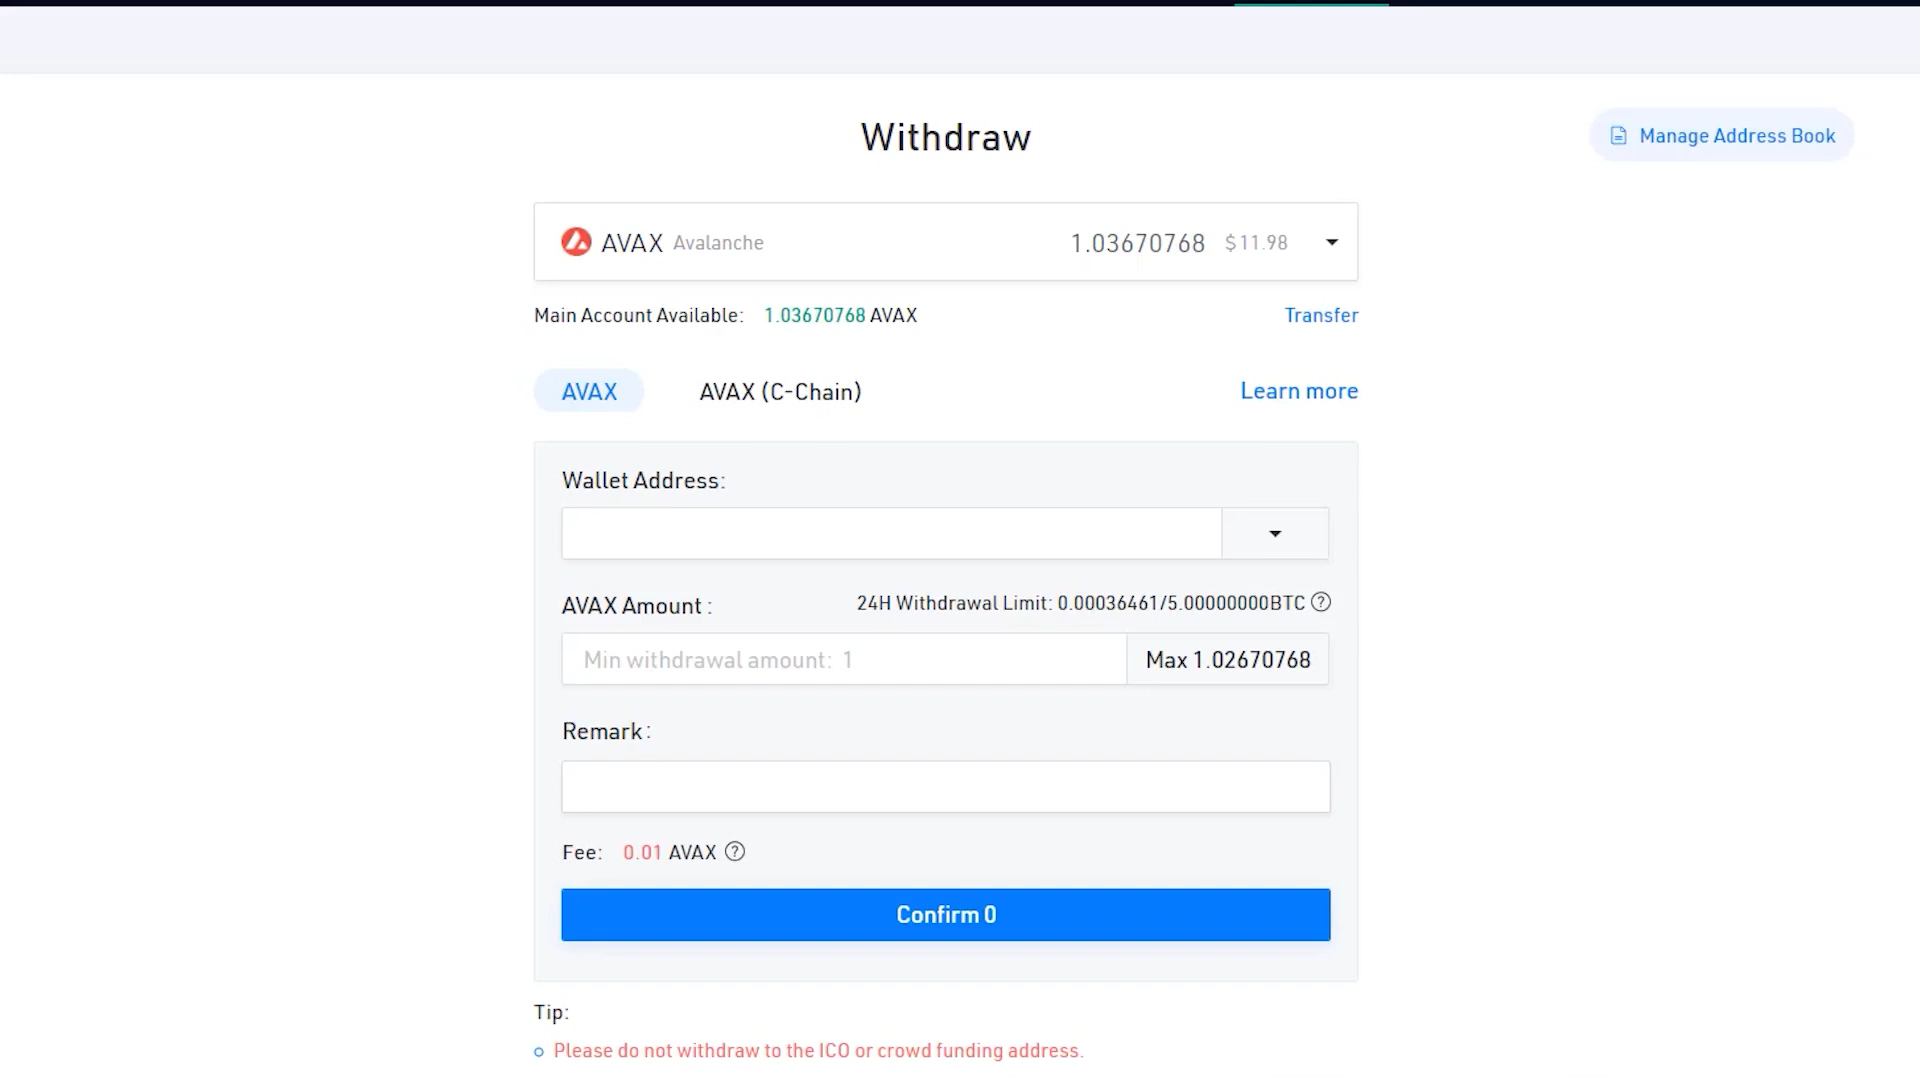 Withdraw
Manage Address Book
AVAX Avalanche 1.03670768 $11.98
Main Account Available: 1.03670768 AVAX Transfer
AVAX AVAX (C-Chain) Learn more
Wallet Address:
AVAX Amount : 24H Withdrawal Limit: 0.00036461/5.00000000BTC ?
Min withdrawal amount: 1 Max 1.02670768
Remark:
Fee: 0.01 AVAX ?
Confirm 0
Tip:
Please do not withdraw to the ICO or crowd funding address.